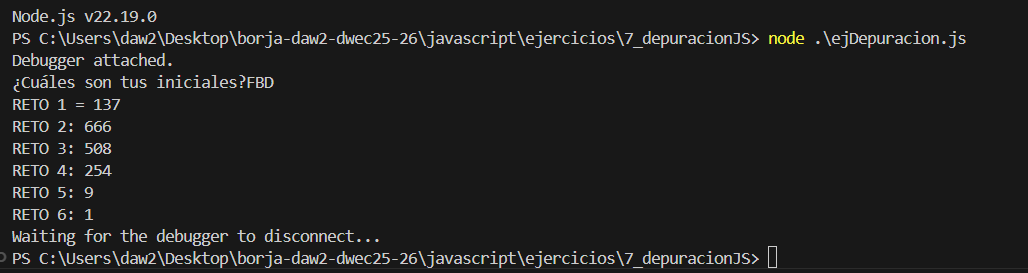 Node.js v22.19.0
PS C:\Users\daw2\Desktop\borja-daw2-dwec25-26\javascript\ejercicios\7_depuracionJS> node .\ejDepuracion.js
Debugger attached.
¿Cuáles son tus iniciales?FBD
RETO 1 = 137
RETO 2: 666
RETO 3: 508
RETO 4: 254
RETO 5: 9
RETO 6: 1
Waiting for the debugger to disconnect...
PS C:\Users\daw2\Desktop\borja-daw2-dwec25-26\javascript\ejercicios\7_depuracionJS>